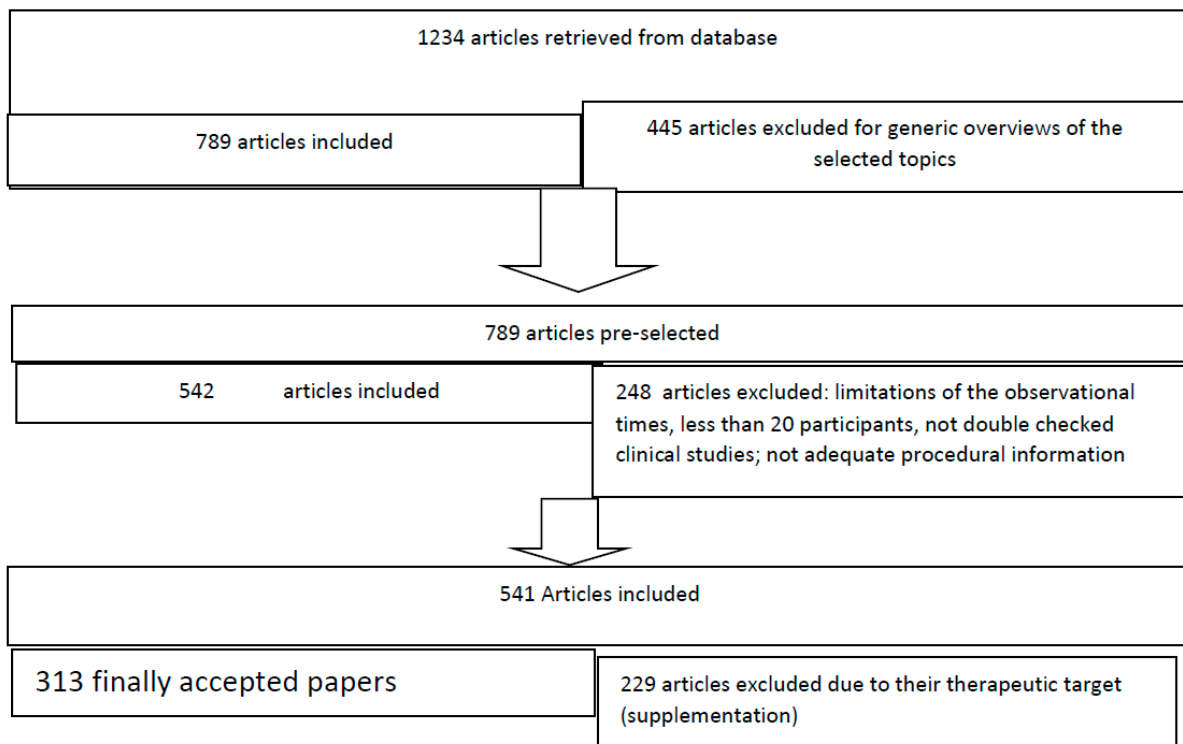 1234 articles retrieved from database
789 articles included
445 articles excluded for generic overviews of the
selected topics
789 articles pre-selected
542 articles included
248 articles excluded: limitations of the observational
times, less than 20 participants, not double checked
clinical studies; not adequate procedural information
541 Articles included
313 finally accepted papers
229 articles excluded due to their therapeutic target
(supplementation)